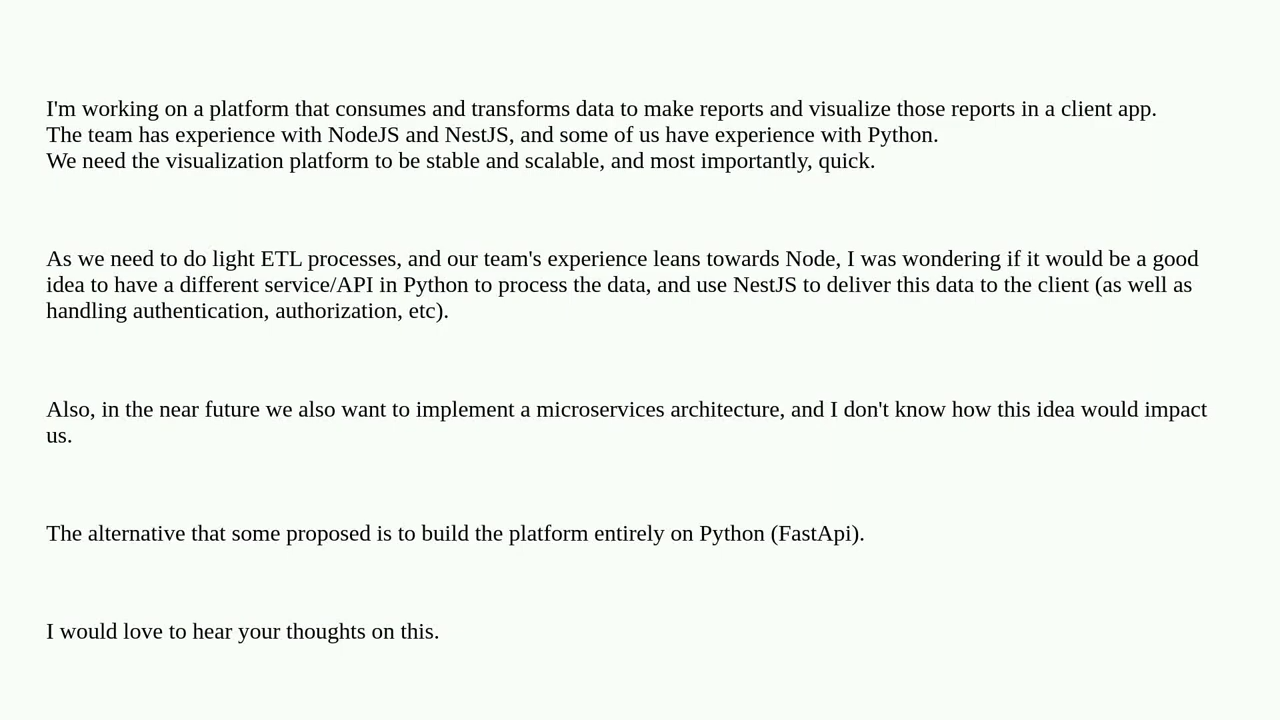 I'm working on a platform that consumes and transforms data to make reports and visualize those reports in a client app.
The team has experience with NodeJS and NestJS, and some of us have experience with Python.
We need the visualization platform to be stable and scalable, and most importantly, quick.
As we need to do light ETL processes, and our team's experience leans towards Node, I was wondering if it would be a good
idea to have a different service/API in Python to process the data, and use NestJS to deliver this data to the client (as well as
handling authentication, authorization, etc).
Also, in the near future we also want to implement a microservices architecture, and I don't know how this idea would impact
us.
The alternative that some proposed is to build the platform entirely on Python (FastApi).
I would love to hear your thoughts on this.